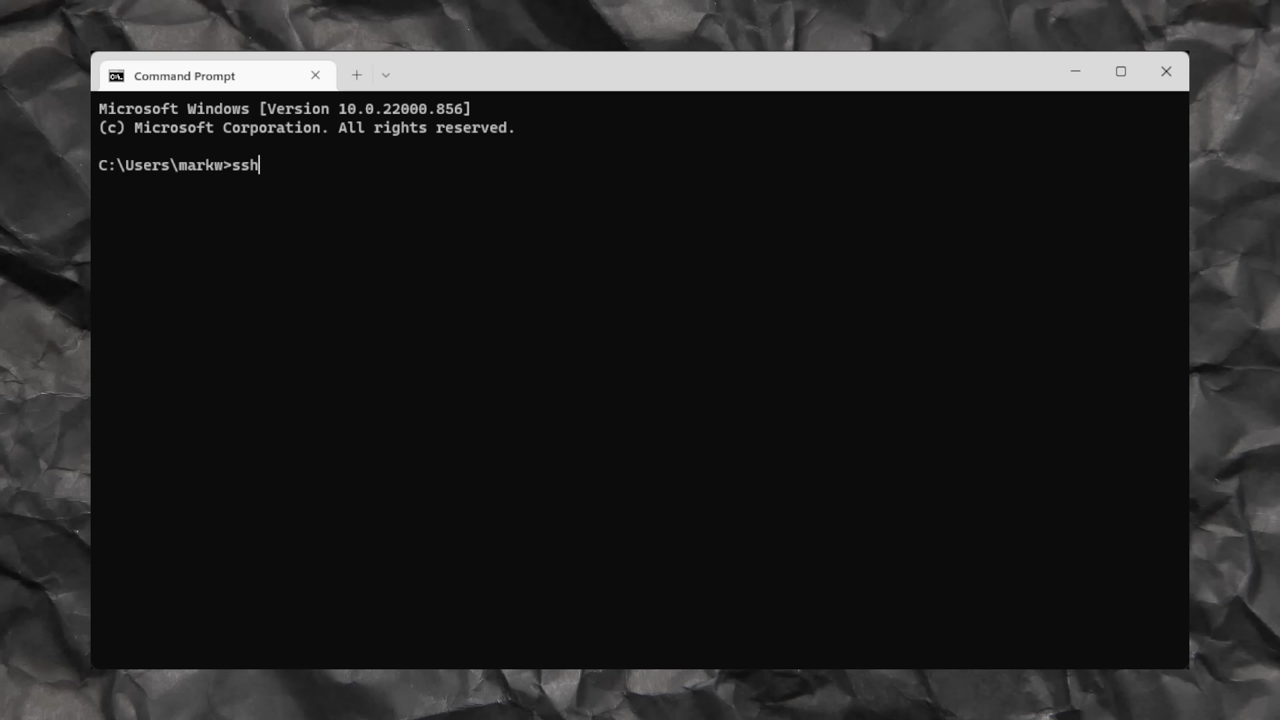 Command Prompt
Microsoft Windows [Version 10.0.22000.856]
(c) Microsoft Corporation. All rights reserved.
C:\Users\markw>ssh